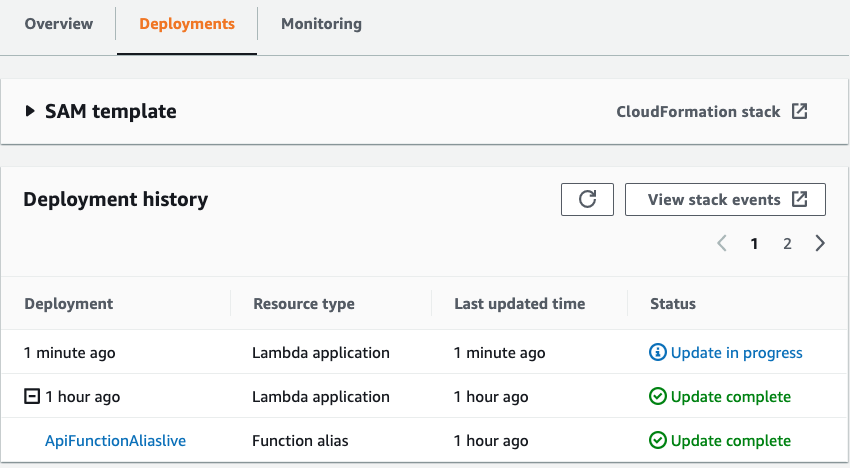 Overview Deployments Monitoring
SAM template CloudFormation stack
Deployment history View stack events
1 2
Deployment Resource type Last updated time Status
1 minute ago Lambda application 1 minute ago Update in progress
1 hour ago Lambda application 1 hour ago Update complete
ApiFunctionAliaslive Function alias 1 hour ago Update complete